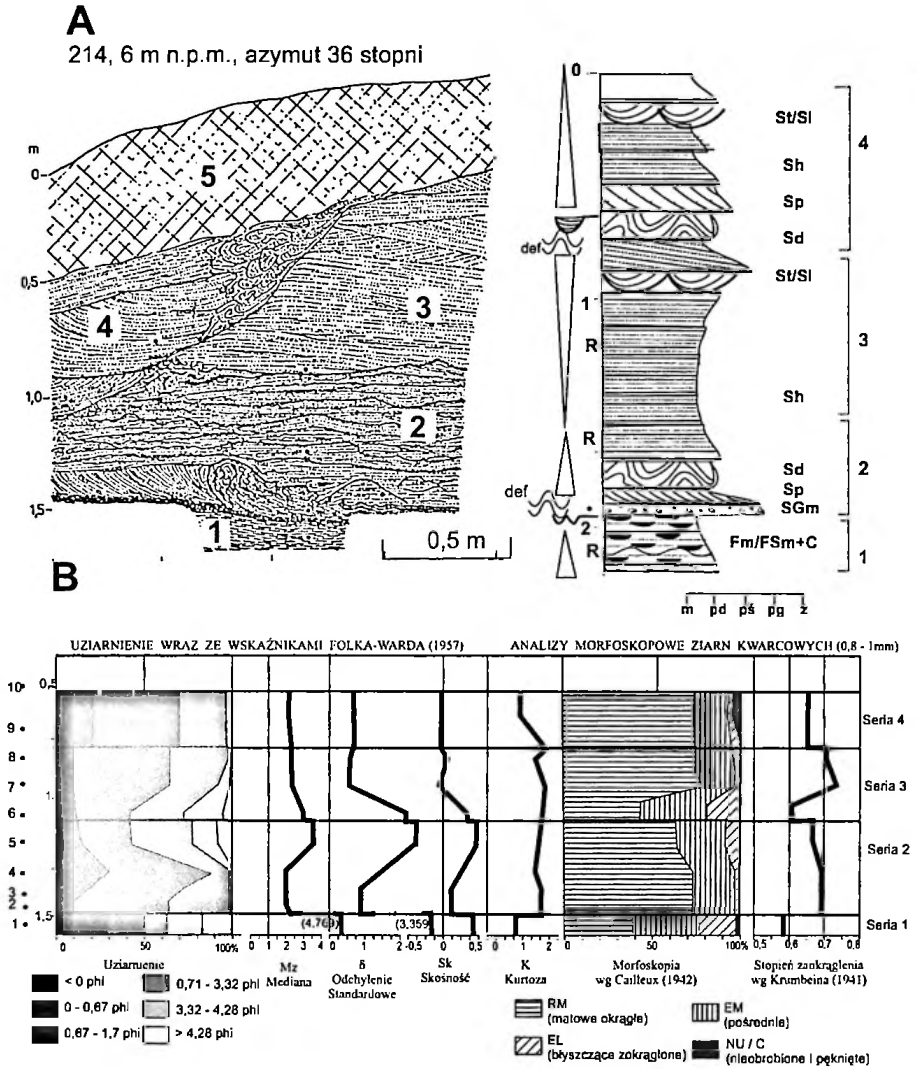 A
214, 6 m n.p.m., azymut 36 stopni
m
0
0,5
1,0
1,5
5
4
3
2
1
0,5 m
0
1
2
R
R
R
def
def
St/Sl
Sh
Sp
Sd
St/Sl
Sh
Sd
Sp
SGm
Fm/FSm+C
4
3
2
1
m pd pś pg ż
B
UZIARNIENIE WRAZ ZE WSKAŹNIKAMI FOLKA-WARDA (1957)
ANALIZY MORFOSKOPOWE ZIARN KWARCOWYCH (0,8 - 1mm)
10
9
8
7
6
5
4
3
2
1
0,5
1.
1,5
Seria 4
Seria 3
Seria 2
Seria 1
(4,769)
(3,359
0 50 100%
0 1 2 3 4
0 1 2
-0,5 0 0,5
0 1 2
0 50 100%
0,5 0,6 0,7 0,8
Uziarnienie
Mz
Mediana
δ
Odchylenie
Standardowe
Sk
Skośność
K
Kurtoza
Morfoskopia
wg Cailleux (1942)
Stopień zaokrąglenia
wg Krumbeina (1941)
< 0 phi
0 - 0,67 phi
0,67 - 1,7 phi
0,71 - 3,32 phi
3,32 - 4,28 phi
> 4,28 phi
RM
(matowe okrągłe)
EL
(błyszczące zokrąglone)
EM
(pośrednie)
NU / C
(nieobrobione i pęknięte)